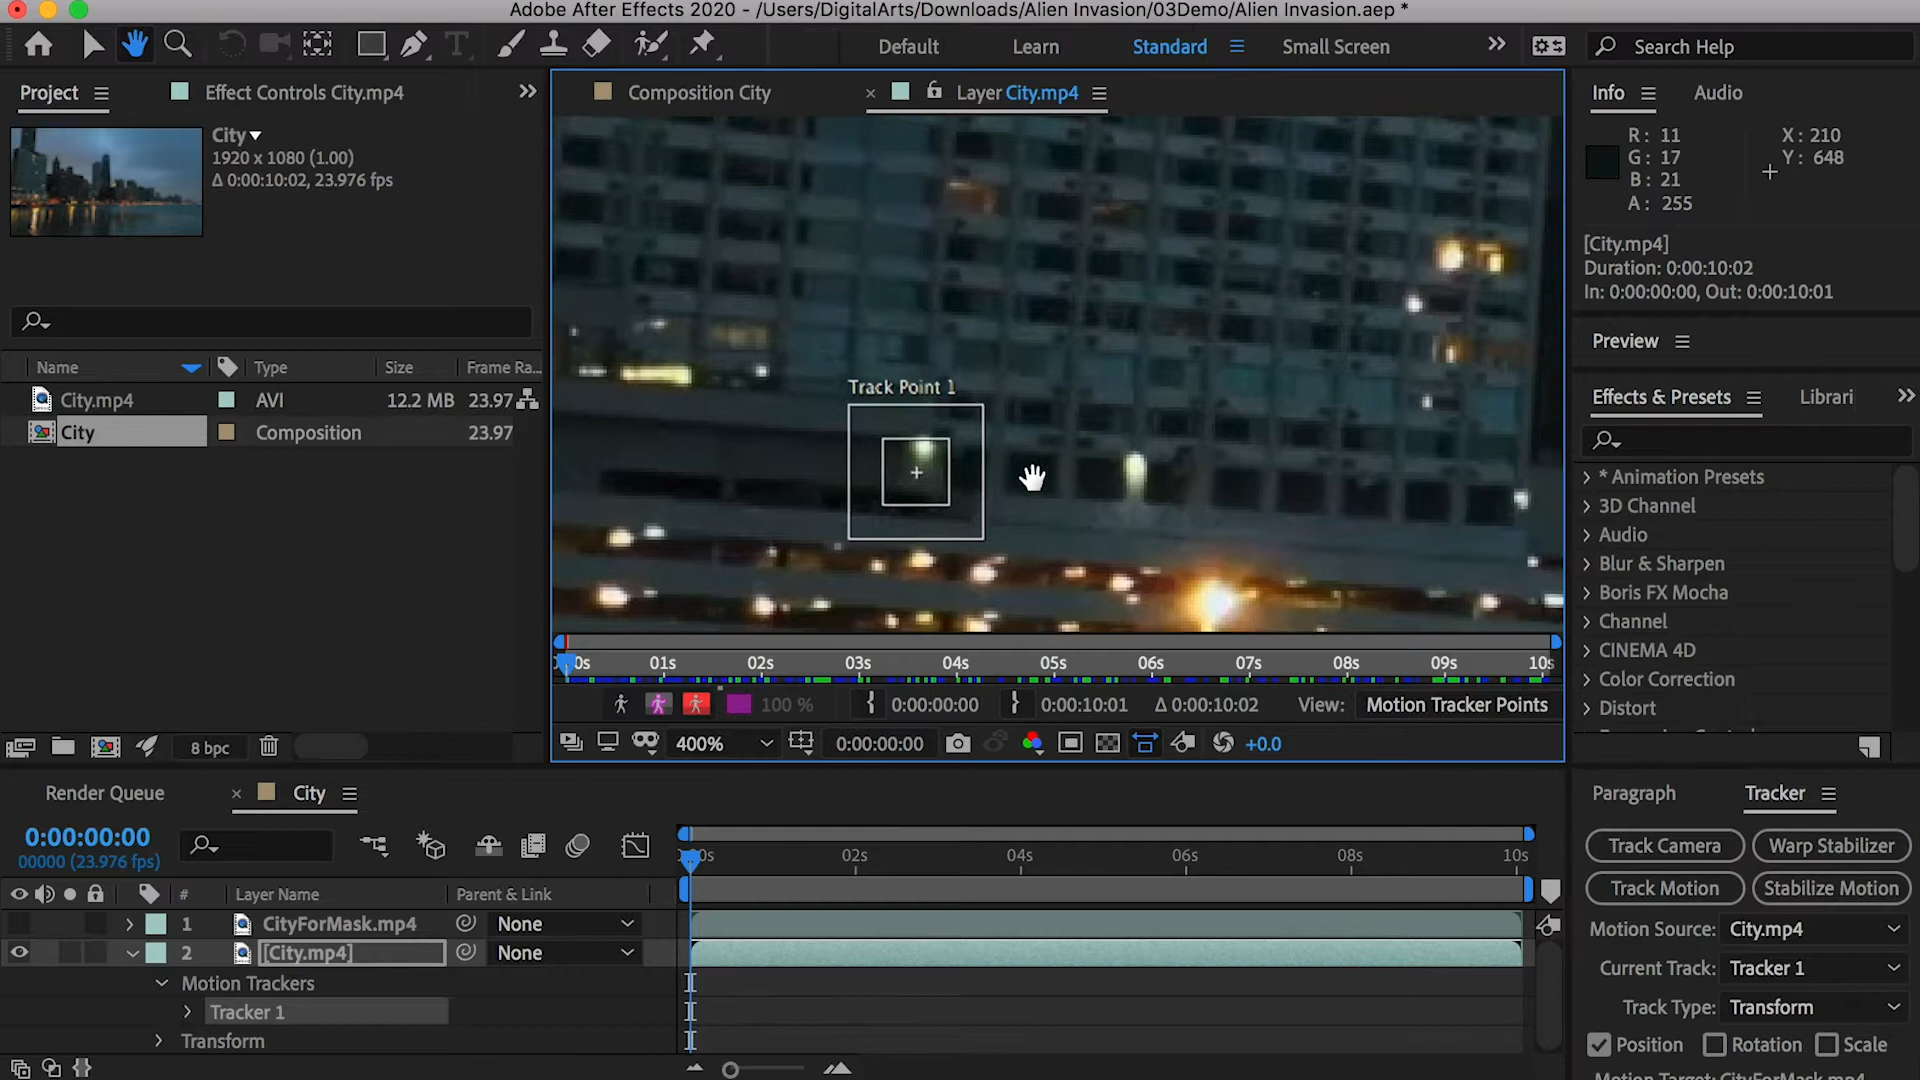 Adobe After Effects 2020 - /Users/DigitalArts/Downloads/Alien Invasion/03Demo/Alien Invasion.aep *
Default
Learn
Standard
Small Screen
Search Help
Project
Effect Controls City.mp4
Composition City
Layer City.mp4
Info
Audio
City
1920 x 1080 (1.00)
Δ 0:00:10:02, 23.976 fps
R: 11
G: 17
B: 21
A: 255
X: 210
Y: 648
[City.mp4]
Duration: 0:00:10:02
In: 0:00:00:00, Out: 0:00:10:01
Preview
Effects & Presets
Librari
* Animation Presets
3D Channel
Audio
Blur & Sharpen
Boris FX Mocha
Channel
CINEMA 4D
Color Correction
Distort
Name
Type
Size
Frame Ra...
City.mp4
AVI
12.2 MB
23.97
City
Composition
23.97
Track Point 1
0s
01s
02s
03s
04s
05s
06s
07s
08s
09s
10s
100 %
0:00:00:00
0:00:10:01
Δ 0:00:10:02
View:
Motion Tracker Points
8 bpc
400%
0:00:00:00
+0.0
Render Queue
City
0:00:00:00
00000 (23.976 fps)
0s
02s
04s
06s
08s
10s
#
Layer Name
Parent & Link
1
CityForMask.mp4
None
2
[City.mp4]
None
Motion Trackers
Tracker 1
Transform
Paragraph
Tracker
Track Camera
Warp Stabilizer
Track Motion
Stabilize Motion
Motion Source:
City.mp4
Current Track:
Tracker 1
Track Type:
Transform
Position
Rotation
Scale
Motion Target: CityForMask.mp4